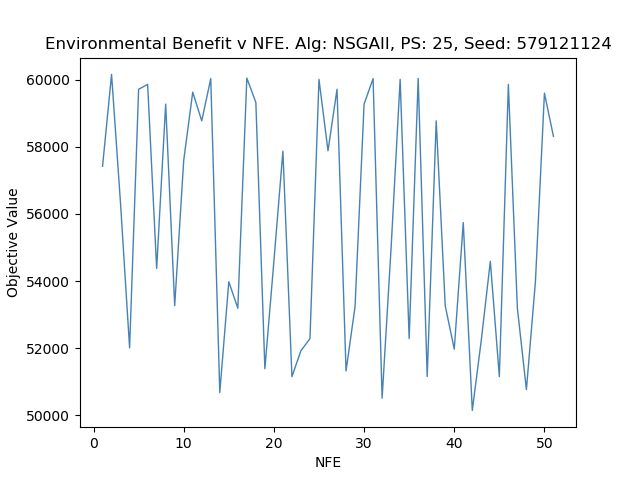 Environmental Benefit v NFE. Alg: NSGAII, PS: 25, Seed: 579121124
60000
58000
56000
54000
52000
50000
Objective Value
0 10 20 30 40 50
NFE